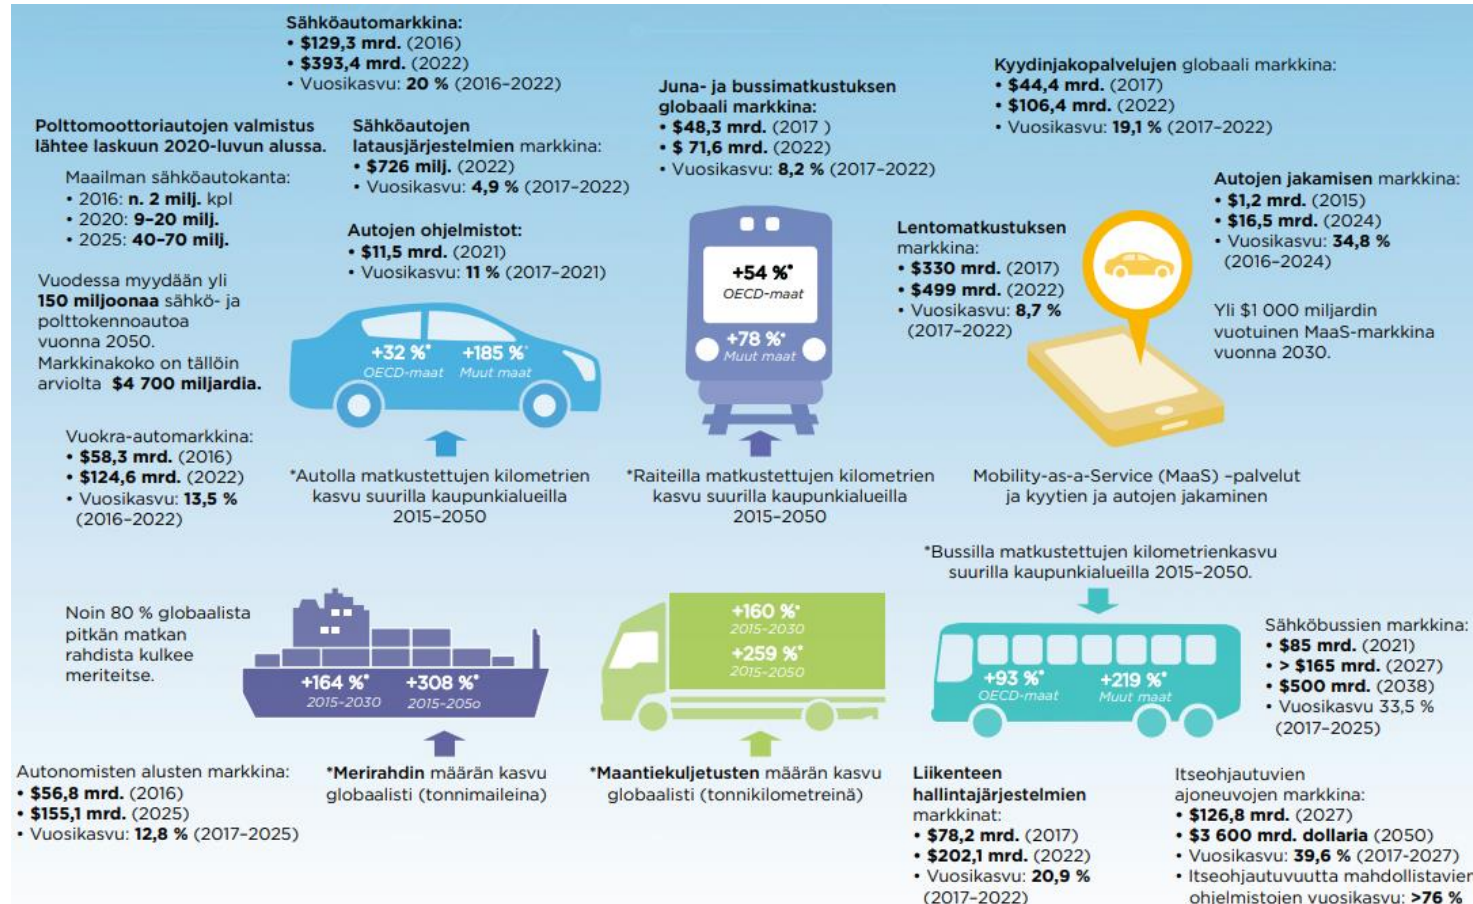 Sähköautomarkkina:
• $129,3 mrd. (2016)
• $393,4 mrd. (2022)
• Vuosikasvu: 20 % (2016–2022)
Polttomoottoriautojen valmistus
lähtee laskuun 2020-luvun alussa.
Maailman sähköautokanta:
• 2016: n. 2 milj. kpl
• 2020: 9–20 milj.
• 2025: 40–70 milj.
Vuodessa myydään yli
150 miljoonaa sähkö- ja
polttokennoautoa
vuonna 2050.
Markkinakoko on tällöin
arviolta $4 700 miljardia.
Sähköautojen
latausjärjestelmien markkina:
• $726 milj. (2022)
• Vuosikasvu: 4,9 % (2017–2022)
Autojen ohjelmistot:
• $11,5 mrd. (2021)
• Vuosikasvu: 11 % (2017–2021)
+32 %* +185 %*
OECD-maat Muut maat
Vuokra-automarkkina:
• $58,3 mrd. (2016)
• $124,6 mrd. (2022)
• Vuosikasvu: 13,5 %
(2016–2022)
*Autolla matkustettujen kilometrien
kasvu suurilla kaupunkialueilla
2015–2050
Juna- ja bussimatkustuksen
globaali markkina:
• $48,3 mrd. (2017 )
• $ 71,6 mrd. (2022)
• Vuosikasvu: 8,2 % (2017–2022)
+54 %*
OECD-maat
+78 %*
Muut maat
*Raiteilla matkustettujen kilometrien
kasvu suurilla kaupunkialueilla
2015–2050
Kyydinjakopalvelujen globaali markkina:
• $44,4 mrd. (2017)
• $106,4 mrd. (2022)
• Vuosikasvu: 19,1 % (2017–2022)
Lentomatkustuksen
markkina:
• $330 mrd. (2017)
• $499 mrd. (2022)
• Vuosikasvu: 8,7 %
(2017–2022)
Autojen jakamisen markkina:
• $1,2 mrd. (2015)
• $16,5 mrd. (2024)
• Vuosikasvu: 34,8 %
(2016–2024)
Yli $1 000 miljardin
vuotuinen MaaS-markkina
vuonna 2030.
Mobility-as-a-Service (MaaS) –palvelut
ja kyytien ja autojen jakaminen
Noin 80 % globaalista
pitkän matkan
rahdista kulkee
meriteitse.
+164 %* +308 %*
2015–2030 2015–205o
Autonomisten alusten markkina:
• $56,8 mrd. (2016)
• $155,1 mrd. (2025)
• Vuosikasvu: 12,8 % (2017–2025)
*Merirahdin määrän kasvu
globaalisti (tonnimaileina)
+160 %*
2015–2030
+259 %*
2015–2050
*Maantiekuljetusten määrän kasvu
globaalisti (tonnikilometreinä)
*Bussilla matkustettujen kilometrienkasvu
suurilla kaupunkialueilla 2015–2050.
+93 %* +219 %*
OECD-maat Muut maat
Sähköbussien markkina:
• $85 mrd. (2021)
• > $165 mrd. (2027)
• $500 mrd. (2038)
• Vuosikasvu 33,5 %
(2017–2025)
Liikenteen
hallintajärjestelmien
markkinat:
• $78,2 mrd. (2017)
• $202,1 mrd. (2022)
• Vuosikasvu: 20,9 %
(2017–2022)
Itseohjautuvien
ajoneuvojen markkina:
• $126,8 mrd. (2027)
• $3 600 mrd. dollaria (2050)
• Vuosikasvu: 39,6 % (2017-2027)
• Itseohjautuvuutta mahdollistavien
ohjelmistojen vuosikasvu: >76 %